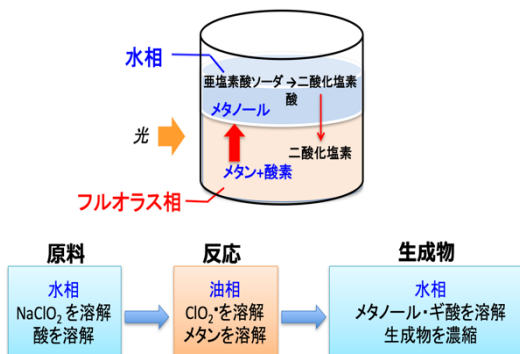 水相
亜塩素酸ソーダ→二酸化塩素
酸
メタノール
光
二酸化塩素
メタン+酸素
フルオラス相
原料
反応
生成物
水相
NaClO₂ を溶解
酸を溶解
油相
ClO₂•を溶解
メタンを溶解
水相
メタノール・ギ酸を溶解
生成物を濃縮